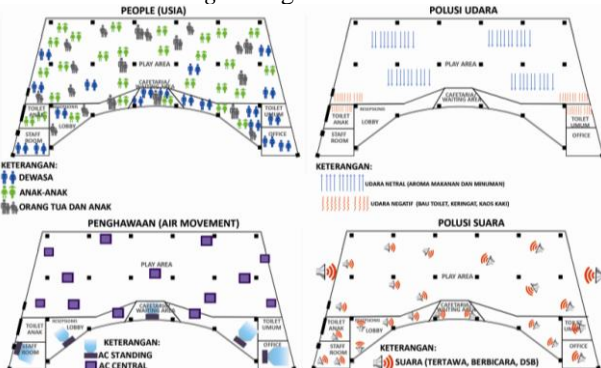 PEOPLE (USIA)
PLAY AREA
CAFETARIA/
WAITING AREA
TOILET
ANAK
RESEPSIONIS
LOBBY
STAFF
ROOM
TOILET
UMUM
OFFICE
KETERANGAN:
DEWASA
ANAK-ANAK
ORANG TUA DAN ANAK
POLUSI UDARA
PLAY AREA
CAFETARIA/
WAITING AREA
TOILET
ANAK
RESEPSIONIS
LOBBY
STAFF
ROOM
TOILET
UMUM
OFFICE
KETERANGAN:
UDARA NETRAL (AROMA MAKANAN DAN MINUMAN)
UDARA NEGATIF (BAU TOILET, KERINGAT, KAOS KAKI)
PENGHAWAAN (AIR MOVEMENT)
PLAY AREA
CAFETARIA/
WAITING AREA
TOILET
ANAK
RESEPSIONIS
LOBBY
STAFF
ROOM
TOILET
UMUM
OFFICE
KETERANGAN:
AC STANDING
AC CENTRAL
POLUSI SUARA
PLAY AREA
CAFETARIA/
WAITING AREA
TOILET
ANAK
RESEPSIONIS
LOBBY
STAFF
ROOM
TOILET
UMUM
OFFICE
KETERANGAN:
SUARA (TERTAWA, BERBICARA, DSB)